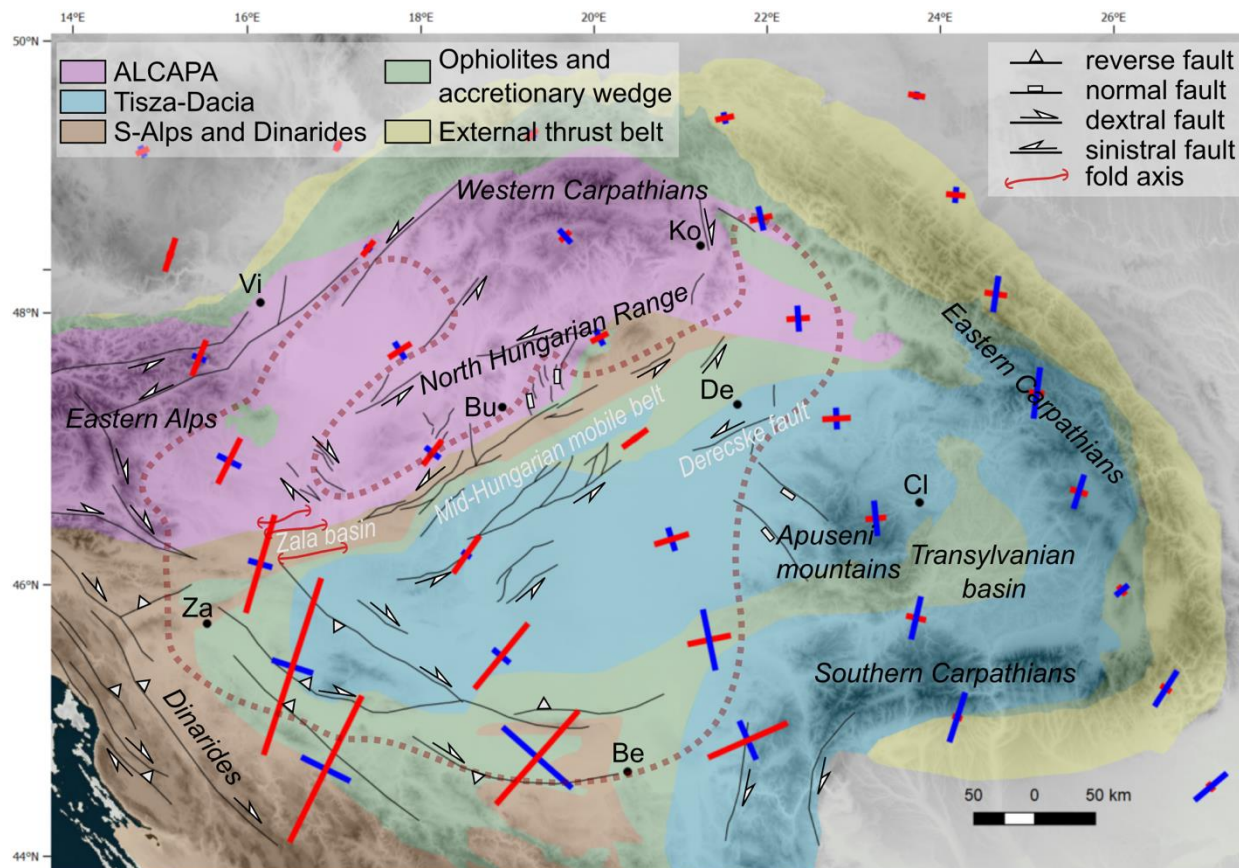 14°E
16°E
18°E
20°E
22°E
24°E
26°E
50°N
48°N
46°N
44°N
ALCAPA
Tisza-Dacia
S-Alps and Dinarides
Ophiolites and
accretionary wedge
External thrust belt
reverse fault
normal fault
dextral fault
sinistral fault
fold axis
Western Carpathians
Ko
Vi
North Hungarian Range
Eastern Carpathians
Eastern Alps
Bu
De
Mid-Hungarian mobile belt
Derecske fault
Cl
Zala basin
Apuseni
mountains
Transylvanian
basin
Za
Southern Carpathians
Dinarides
Be
50 0 50 km